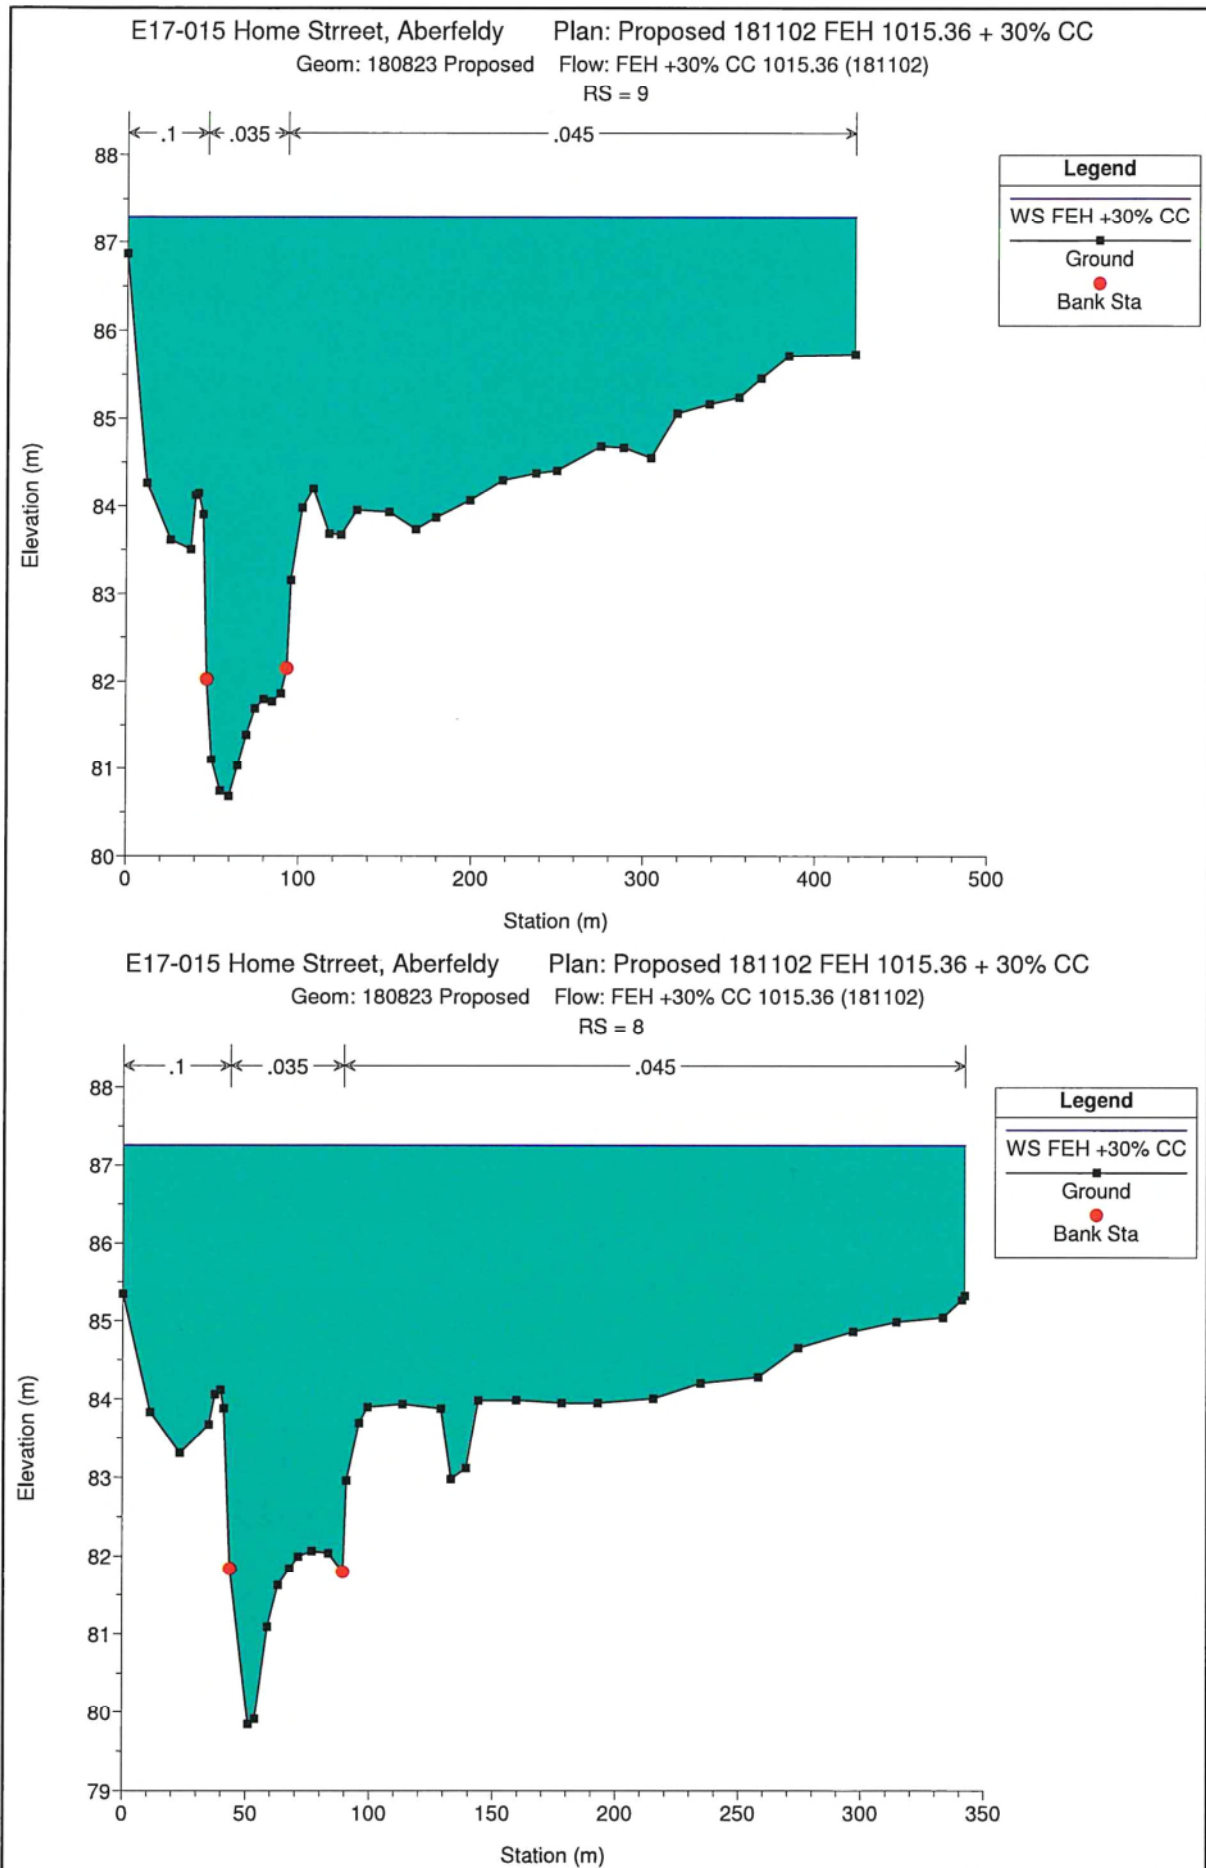 E17-015 Home Strreet, Aberfeldy Plan: Proposed 181102 FEH 1015.36 + 30% CC
Geom: 180823 Proposed Flow: FEH +30% CC 1015.36 (181102)
RS = 9
.1 .035 .045
88
87
86
85
84
83
82
81
80
Elevation (m)
0 100 200 300 400 500
Station (m)
Legend
WS FEH +30% CC
Ground
Bank Sta
E17-015 Home Strreet, Aberfeldy Plan: Proposed 181102 FEH 1015.36 + 30% CC
Geom: 180823 Proposed Flow: FEH +30% CC 1015.36 (181102)
RS = 8
.1 .035 .045
88
87
86
85
84
83
82
81
80
79
Elevation (m)
0 50 100 150 200 250 300 350
Station (m)
Legend
WS FEH +30% CC
Ground
Bank Sta